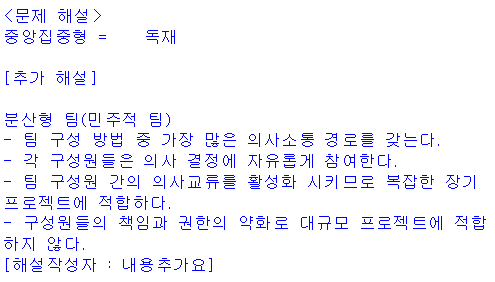 <문제 해설>
중앙집중형 = 독재
[추가 해설]
분산형 팀(민주적 팀)
- 팀 구성 방법 중 가장 많은 의사소통 경로를 갖는다.
- 각 구성원들은 의사 결정에 자유롭게 참여한다.
- 팀 구성원 간의 의사교류를 활성화 시키므로 복잡한 장기
프로젝트에 적합하다.
- 구성원들의 책임과 권한의 약화로 대규모 프로젝트에 적합
하지 않다.
[해설작성자 : 내용추가요]